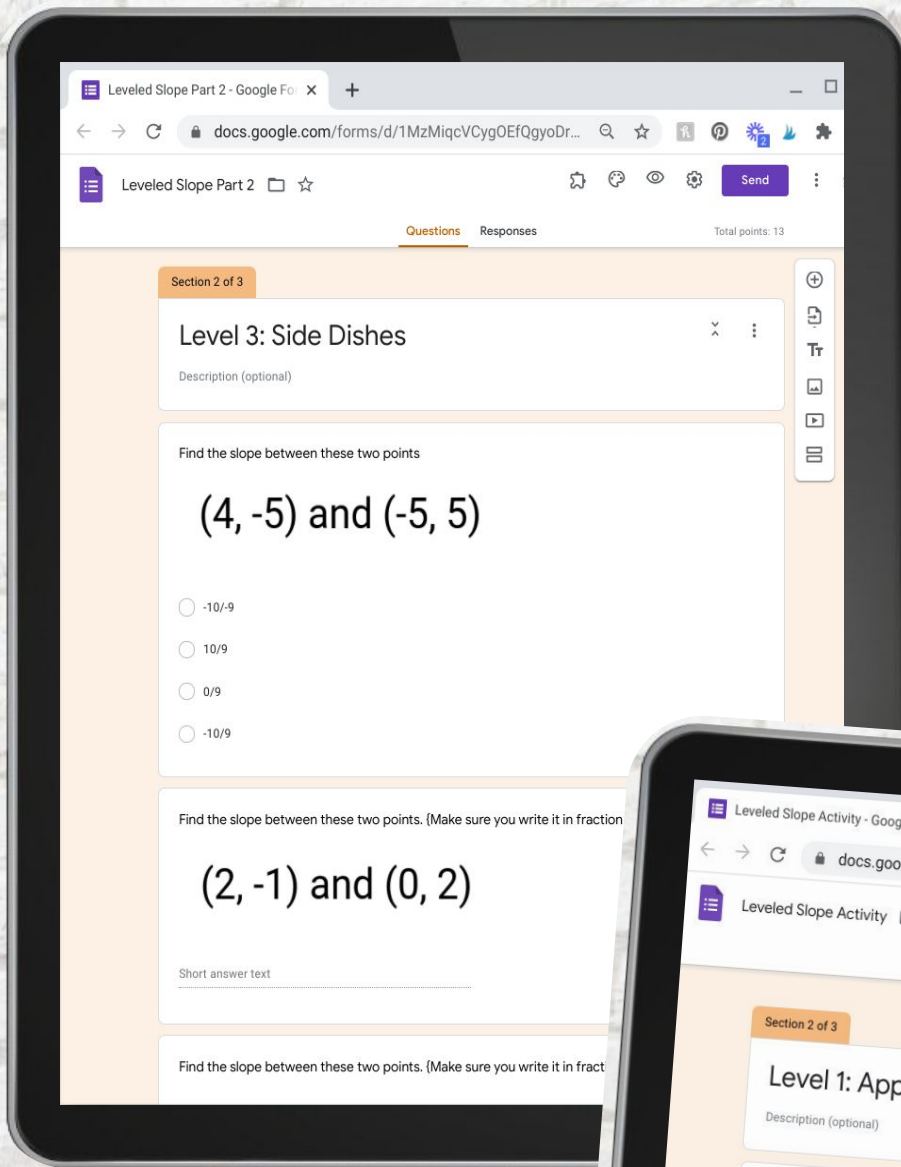 Leveled Slope Part 2 - Google Fo
docs.google.com/forms/d/1MzMiqcVCygOEfQgyoDr...
2
Leveled Slope Part 2
Send
Questions Responses Total points: 13
Section 2 of 3
Level 3: Side Dishes
Description (optional)
Find the slope between these two points
(4, -5) and (-5, 5)
-10/-9
10/9
0/9
-10/9
Find the slope between these two points. {Make sure you write it in fraction
(2, -1) and (0, 2)
Short answer text
Find the slope between these two points. {Make sure you write it in fract
Tт
Leveled Slope Activity - Goog
docs.goo
Leveled Slope Activity
Section 2 of 3
Level 1: App
Description (optional)